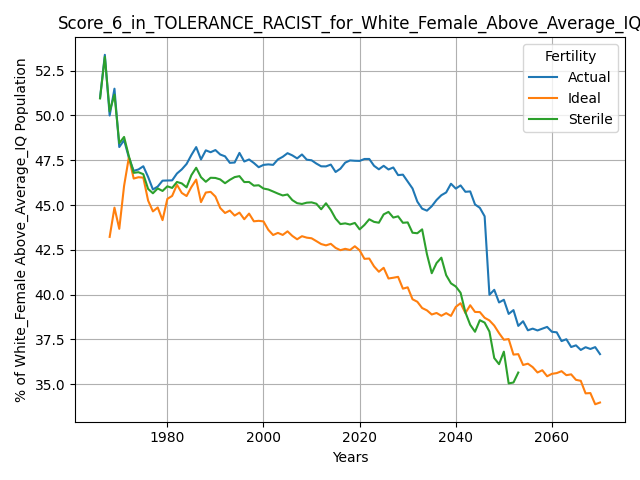 Score_6_in_TOLERANCE_RACIST_for_White_Female_Above_Average_IQ
% of White_Female Above_Average_IQ Population
52.5
50.0
47.5
45.0
42.5
40.0
37.5
35.0
Fertility
Actual
Ideal
Sterile
1980
2000
2020
2040
2060
Years